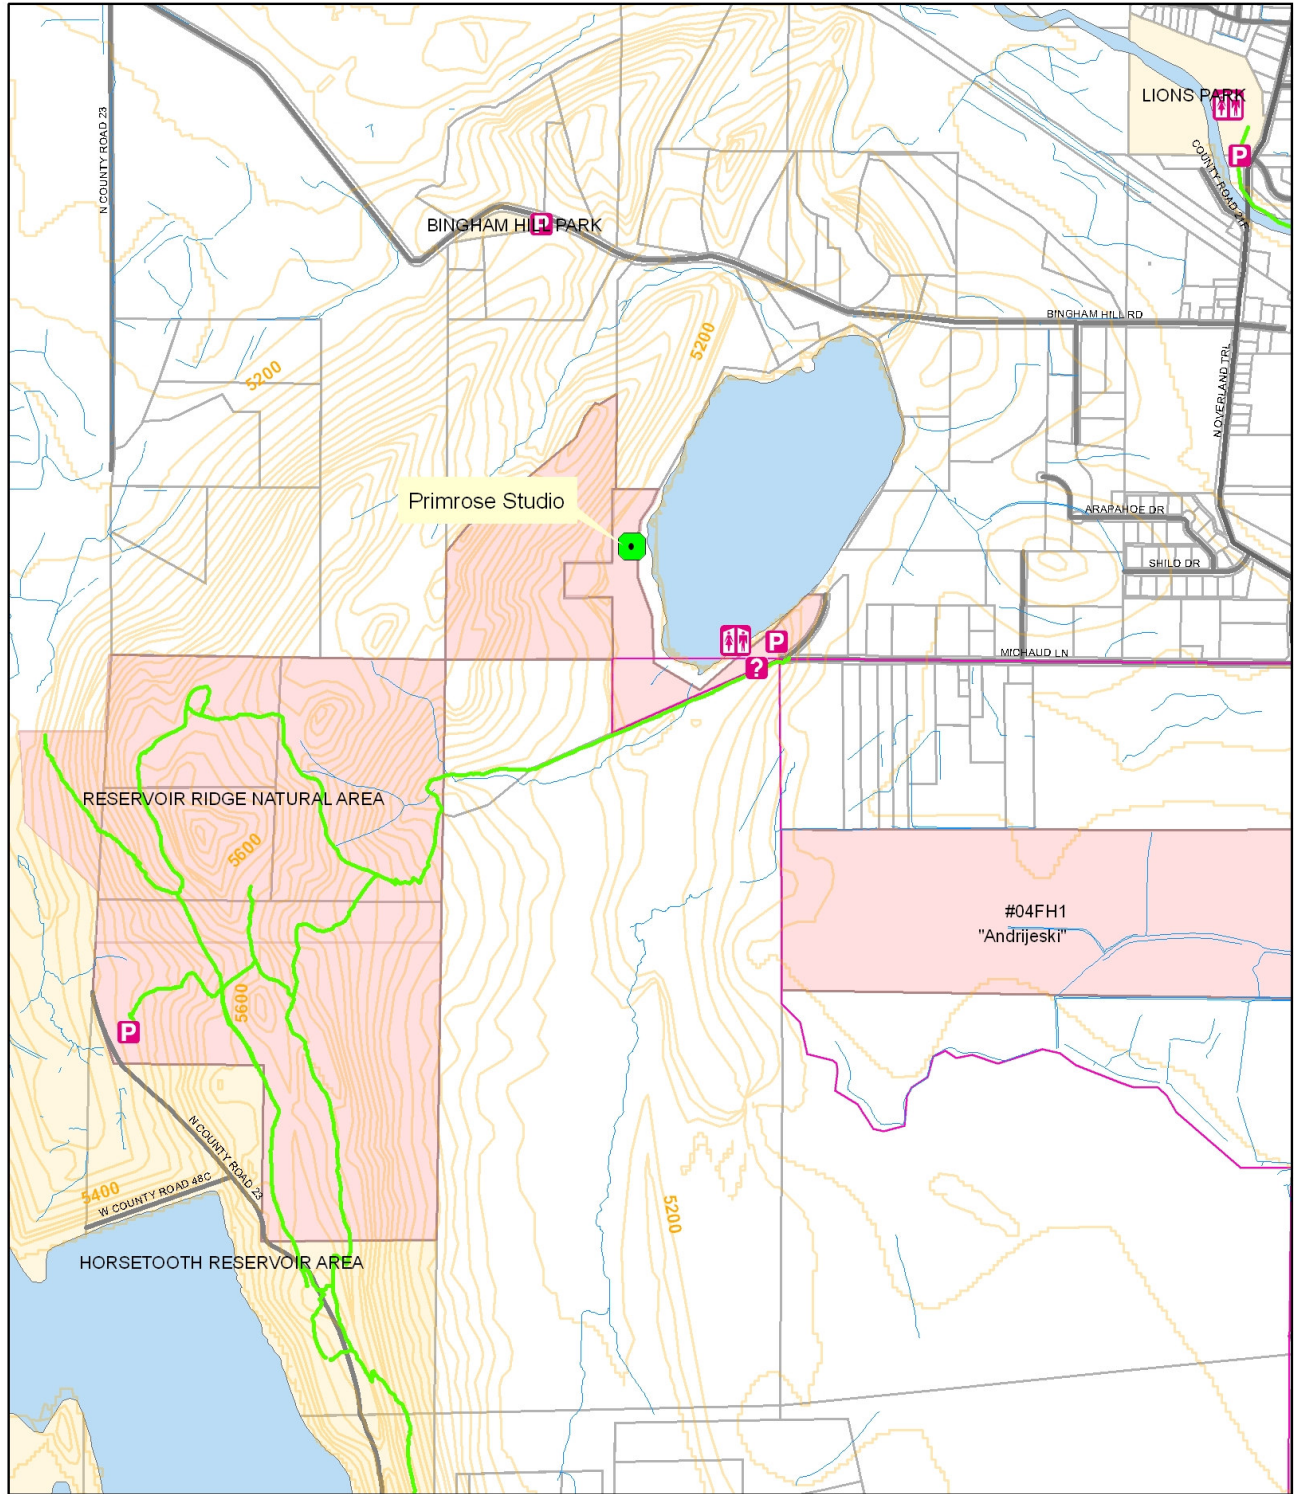 N COUNTY ROAD 23
LIONS PARK
P
COUNTY ROAD 21F
BINGHAM HILL PARK
BINGHAM HILL RD
5200
5200
N OVERLAND TRL
Primrose Studio
ARAPAHOE DR
SHILO DR
P
?
MICHAUD LN
RESERVOIR RIDGE NATURAL AREA
5600
#04FH1
"Andrijeski"
5600
P
N COUNTY ROAD 23
5400
W COUNTY ROAD 48C
5200
HORSETOOTH RESERVOIR AREA